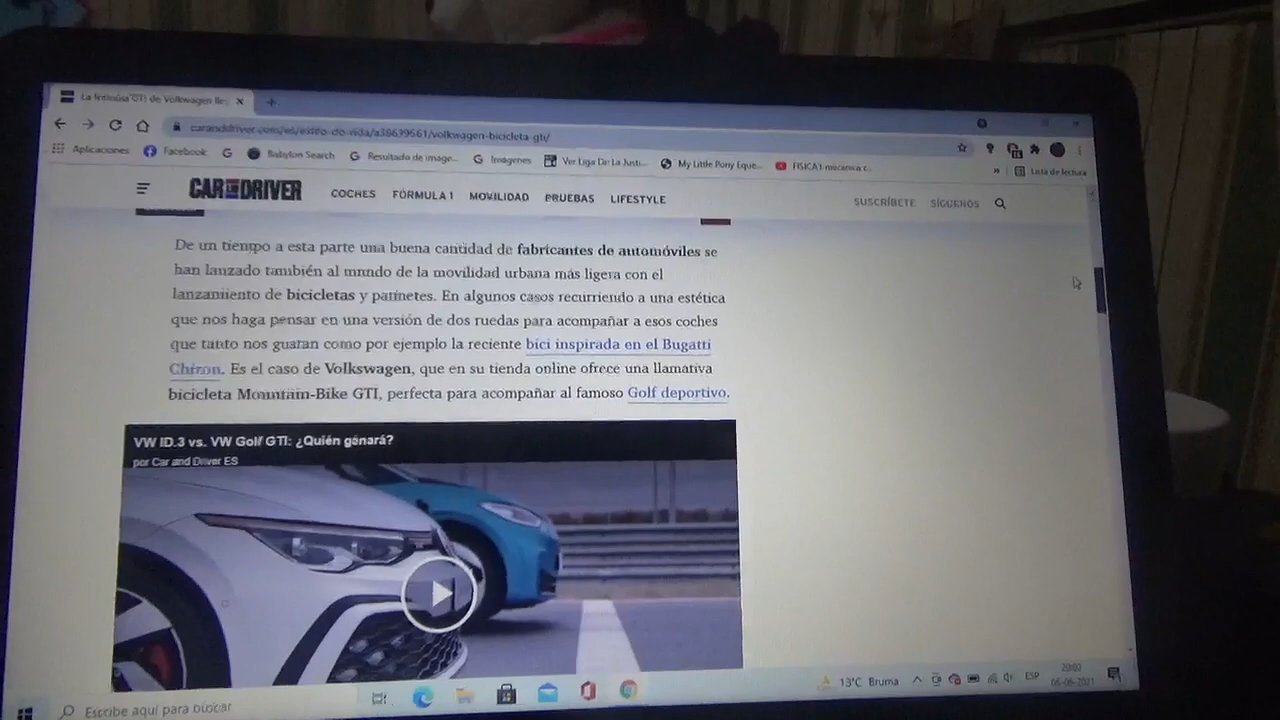 La famosa GTI de Volkswagen lleg
caranddriver.com/es/estilo-de-vida/a36639561/volkswagen-bicicleta-gti/
Aplicaciones Facebook Babylon Search Resultado de image... Imágenes Ver Liga De La Justi... My Little Pony Eque... FISICA1 mecanica c... » Lista de lectura
CAR AND DRIVER COCHES FÓRMULA 1 MOVILIDAD PRUEBAS LIFESTYLE SUSCRÍBETE SÍGUENOS
De un tiempo a esta parte una buena cantidad de fabricantes de automóviles se
han lanzado también al mundo de la movilidad urbana más ligera con el
lanzamiento de bicicletas y patinetes. En algunos casos recurriendo a una estética
que nos haga pensar en una versión de dos ruedas para acompañar a esos coches
que tanto nos gustan como por ejemplo la reciente bici inspirada en el Bugatti
Chiron. Es el caso de Volkswagen, que en su tienda online ofrece una llamativa
bicicleta Mountain-Bike GTI, perfecta para acompañar al famoso Golf deportivo.
VW ID.3 vs. VW Golf GTI: ¿Quién ganará?
por Car and Driver ES
Escribe aquí para buscar
13°C Bruma ESP
20:02
06-06-2021